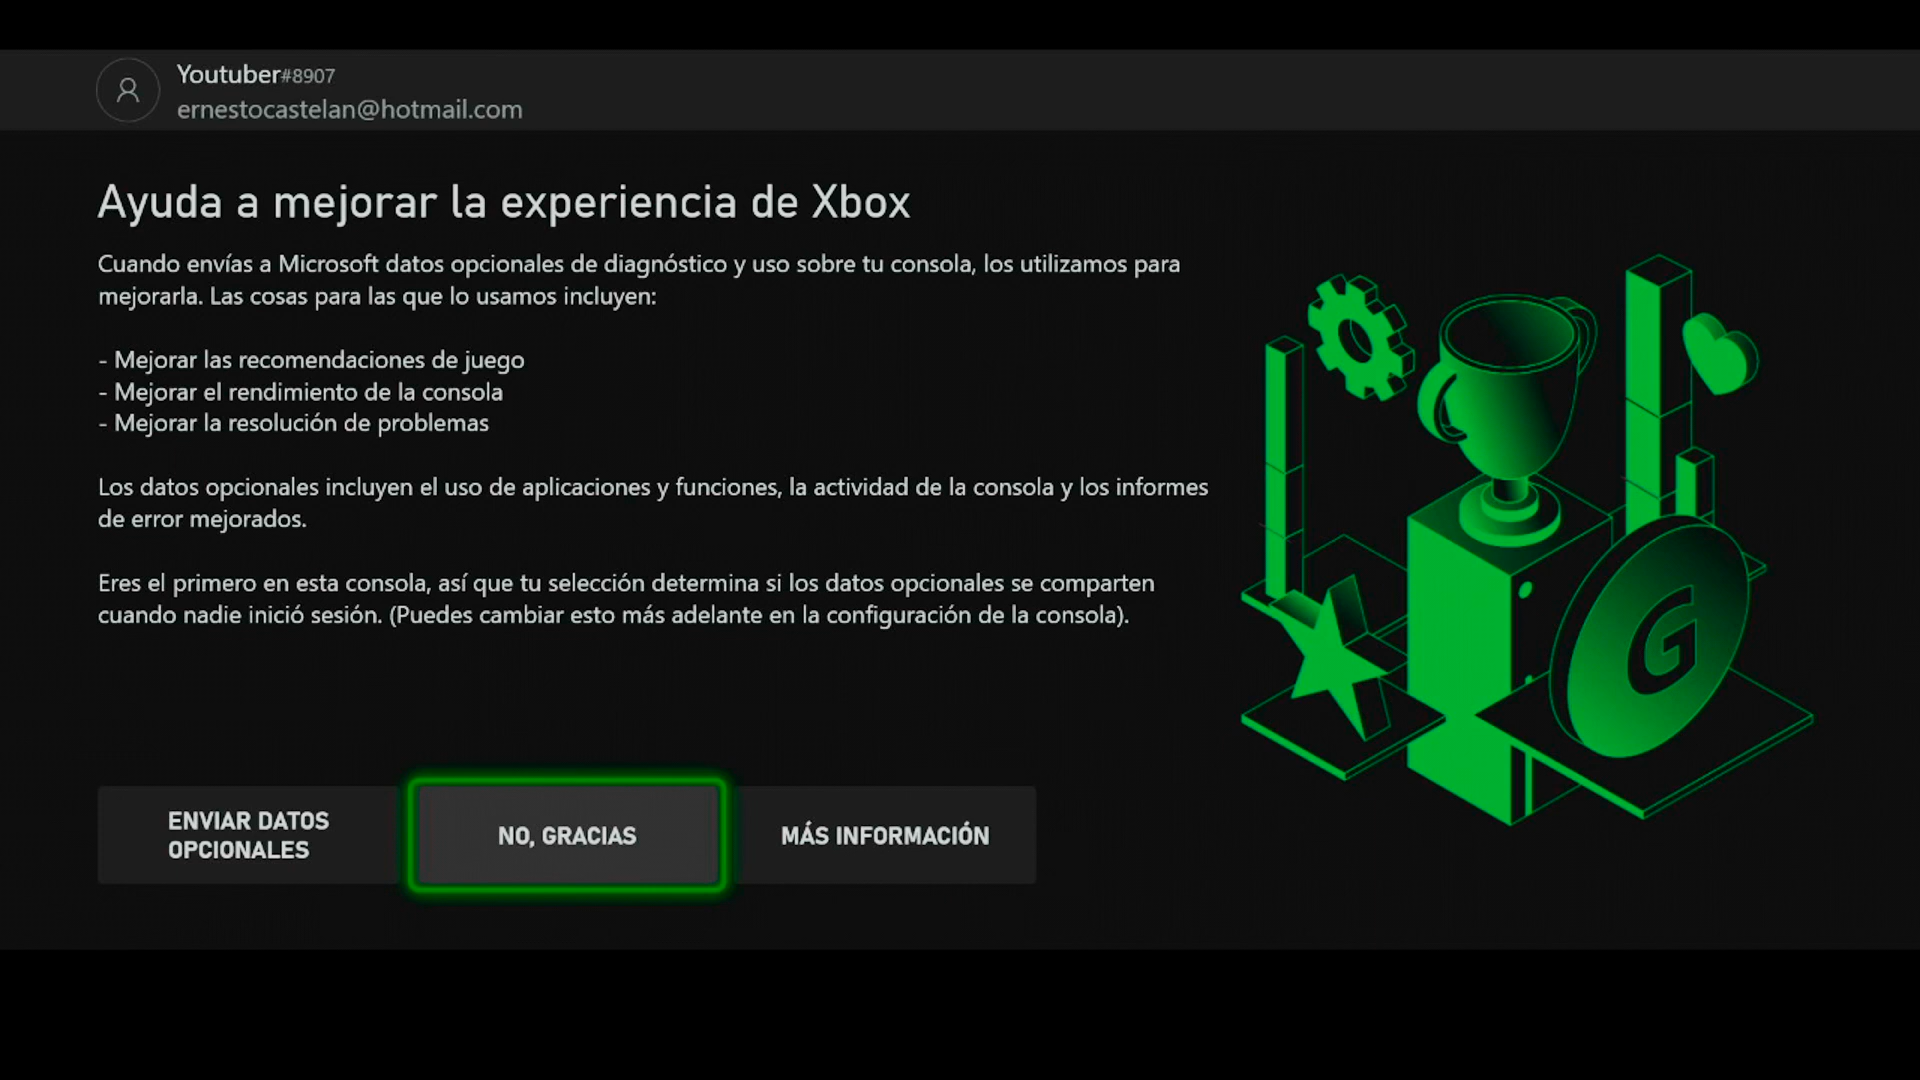 Youtuber#8907
ernestocastelan@hotmail.com
Ayuda a mejorar la experiencia de Xbox
Cuando envías a Microsoft datos opcionales de diagnóstico y uso sobre tu consola, los utilizamos para
mejorarla. Las cosas para las que lo usamos incluyen:
- Mejorar las recomendaciones de juego
- Mejorar el rendimiento de la consola
- Mejorar la resolución de problemas
Los datos opcionales incluyen el uso de aplicaciones y funciones, la actividad de la consola y los informes
de error mejorados.
Eres el primero en esta consola, así que tu selección determina si los datos opcionales se comparten
cuando nadie inició sesión. (Puedes cambiar esto más adelante en la configuración de la consola).
G
ENVIAR DATOS
OPCIONALES
NO, GRACIAS
MÁS INFORMACIÓN